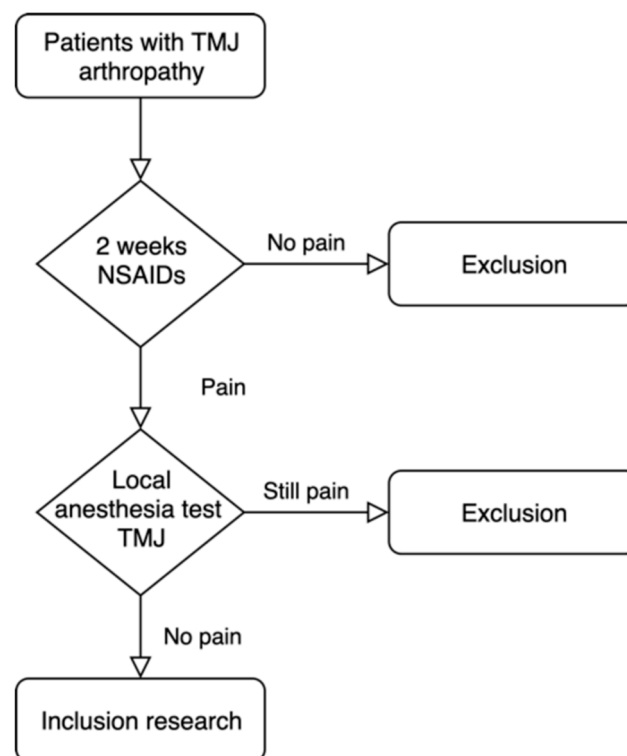 Patients with TMJ
arthropathy
2 weeks
NSAIDs
No pain
Exclusion
Pain
Local
anesthesia test
TMJ
Still pain
Exclusion
No pain
Inclusion research